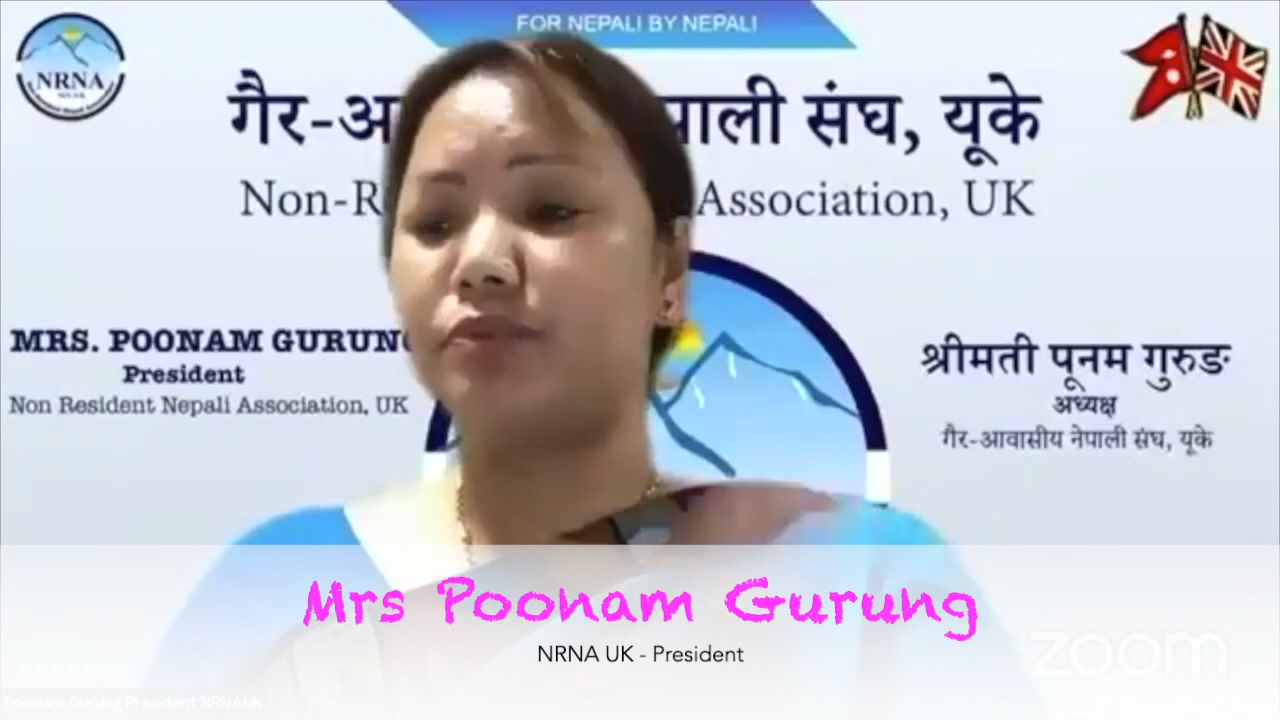 FOR NEPALI BY NEPALI
NRNA
गैर-अ पाली संघ, यूके
Non-R Association, UK
MRS. POONAM GURUNG
President
Non Resident Nepali Association, UK
श्रीमती पूनम गुरुङ
अध्यक्ष
गैर-आवासीय नेपाली संघ, यूके
Mrs Poonam Gurung
NRNA UK - President
zoom
Poonam Gurung President NRNAUK